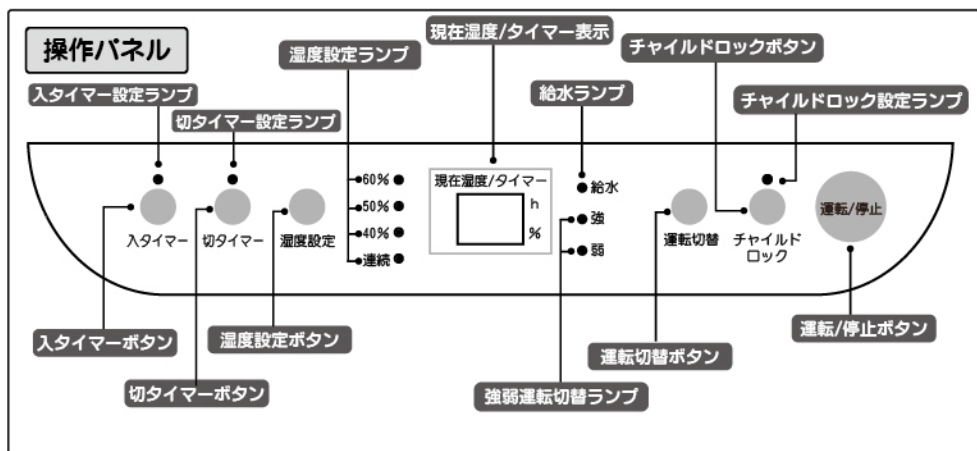 操作パネル
現在湿度/タイマー表示
湿度設定ランプ
チャイルドロックボタン
入タイマー設定ランプ
給水ランプ
チャイルドロック設定ランプ
切タイマー設定ランプ
60%
50%
40%
連続
現在湿度/タイマー
h
%
給水
強
弱
入タイマー
切タイマー
湿度設定
運転切替
チャイルド
ロック
運転/停止
入タイマーボタン
湿度設定ボタン
運転切替ボタン
運転/停止ボタン
切タイマーボタン
強弱運転切替ランプ